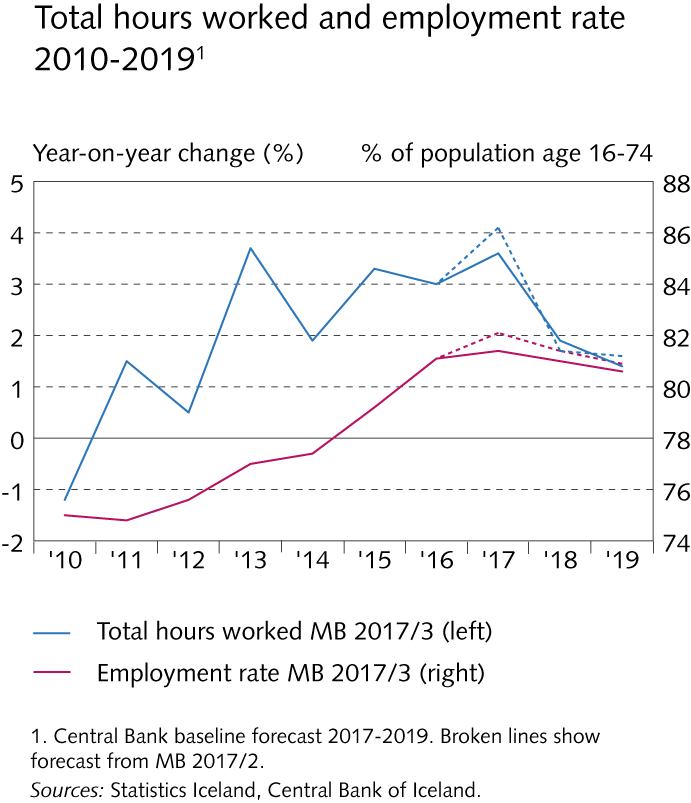 Total hours worked and employment rate
2010-2019¹
Year-on-year change (%) % of population age 16-74
5 88
4 86
3 84
2 82
1 80
0 78
-1 76
-2 74
'10 '11 '12 '13 '14 '15 '16 '17 '18 '19
Total hours worked MB 2017/3 (left)
Employment rate MB 2017/3 (right)
1. Central Bank baseline forecast 2017-2019. Broken lines show
forecast from MB 2017/2.
Sources: Statistics Iceland, Central Bank of Iceland.